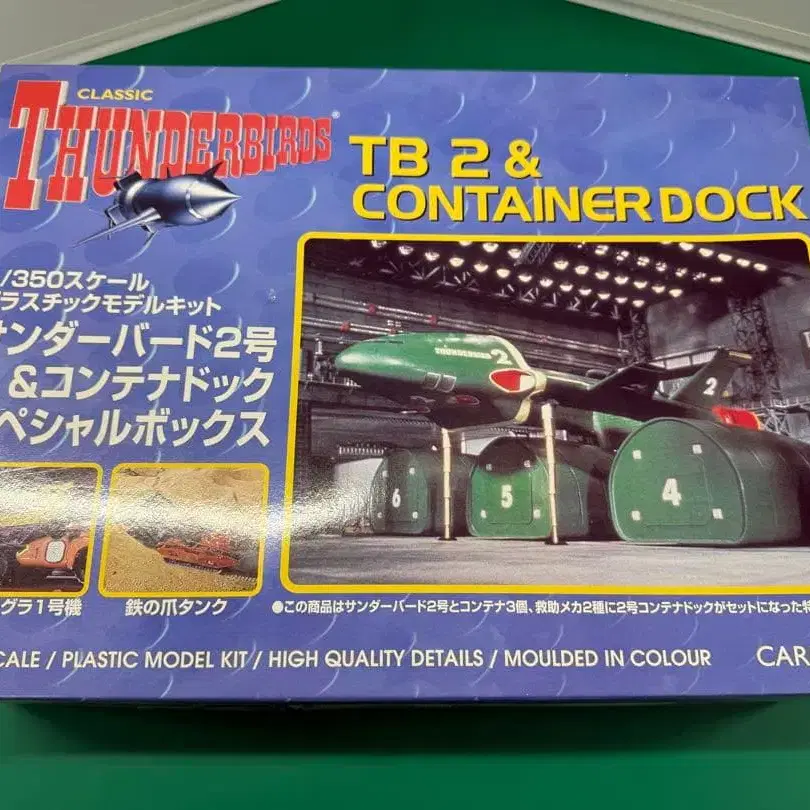 CLASSIC
THUNDERBIRDS®
TB 2 &
CONTAINER DOCK
/350スケール
ラスチックモデルキット
ンダーバード2号
&コンテナドック
ペシャルボックス
THUNDERBIRD 2
2
6
5
4
グラ1号機
鉄の爪タンク
●この商品はサンダーバード2号とコンテナ3個、救助メカ2種に2号コンテナドックがセットになった特
CALE / PLASTIC MODEL KIT / HIGH QUALITY DETAILS / MOULDED IN COLOUR
CAR